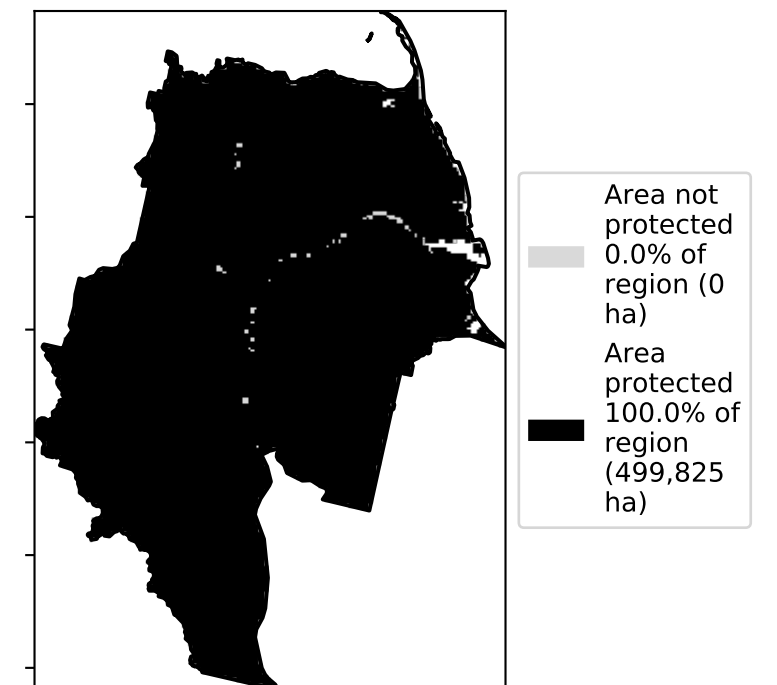 Area not
protected
0.0% of
region (0
ha)
Area
protected
100.0% of
region
(499,825
ha)